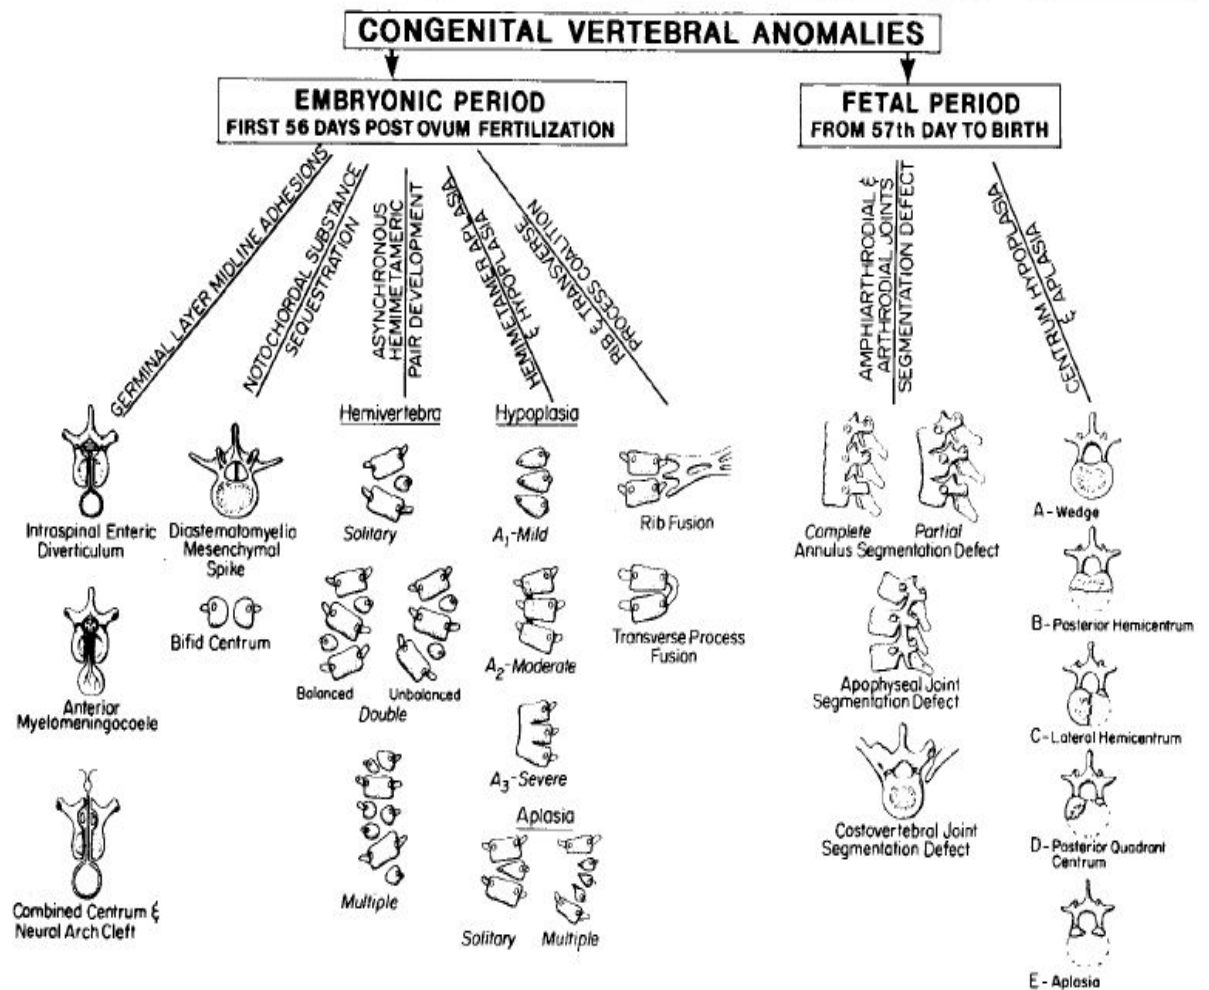 CONGENITAL VERTEBRAL ANOMALIES
EMBRYONIC PERIOD
FIRST 56 DAYS POST OVUM FERTILIZATION
FETAL PERIOD
FROM 57th DAY TO BIRTH
GERMINAL LAYER MIDLINE ADHESIONS
NOTOCHORDAL SUBSTANCE
SEQUESTRATION
ASYNCHRONOUS
HEMIMETAMERIC
PAIR DEVELOPMENT
HEMIMETAMER APLASIA
& HYPOPLASIA
RIB & TRANSVERSE
PROCESS COALITION
AMPHIARTHRODIAL &
ARTHRODIAL JOINTS
SEGMENTATION DEFECT
CENTRUM HYPOPLASIA
& APLASIA
Intraspinal Enteric
Diverticulum
Anterior
Myelomeningocoele
Combined Centrum &
Neural Arch Cleft
Diastematomyelia
Mesenchymal
Spike
Bifid Centrum
Hemivertebra
Solitary
Balanced
Unbalanced
Double
Multiple
Hypoplasia
A1-Mild
A2-Moderate
A3-Severe
Aplasia
Solitary
Multiple
Rib Fusion
Transverse Process
Fusion
Complete
Partial
Annulus Segmentation Defect
Apophyseal Joint
Segmentation Defect
Costovertebral Joint
Segmentation Defect
A-Wedge
B-Posterior Hemicentrum
C-Lateral Hemicentrum
D-Posterior Quadrant
Centrum
E-Aplasia